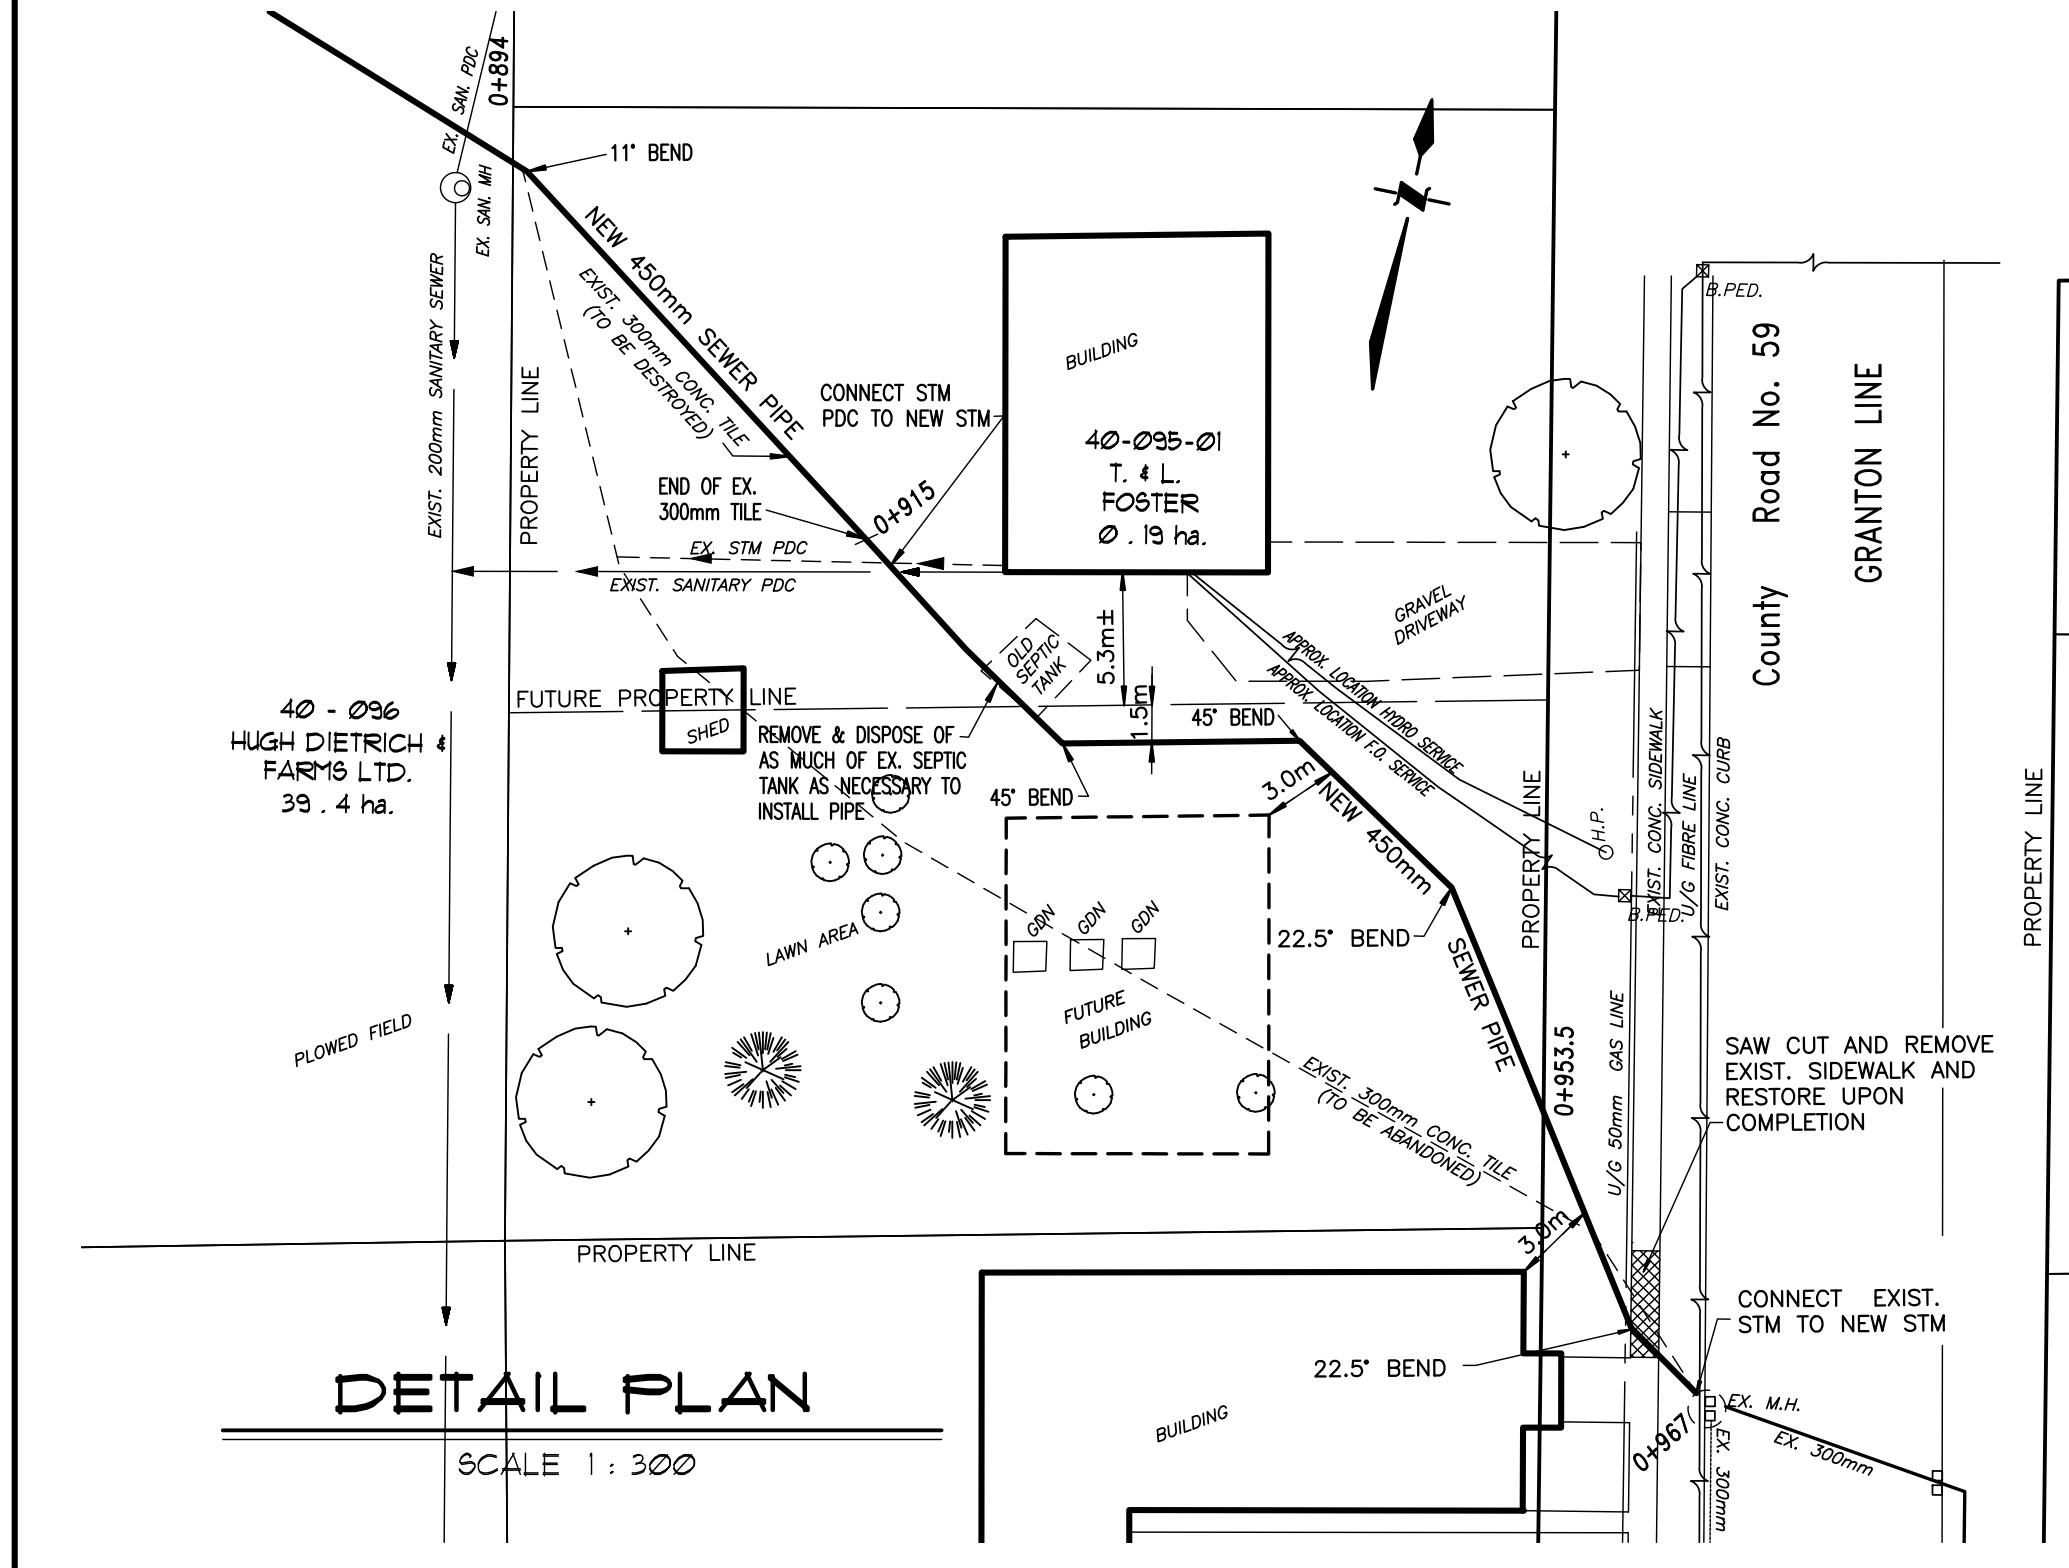 EX. SAN. PDC
0+894
11° BEND
EX. SAN. MH
NEW 450mm SEWER PIPE
EXIST. 300mm CONC. TILE
(TO BE DESTROYED)
EXIST. 200mm SANITARY SEWER
PROPERTY LINE
CONNECT STM
PDC TO NEW STM
END OF EX.
300mm TILE
0+915
EX. STM PDC
EXIST. SANITARY PDC
BUILDING
40-095-01
T. & L.
FOSTER
0.19 ha.
B.PED.
County Road No. 59
GRANTON LINE
GRAVEL
DRIVEWAY
OLD
SEPTIC
TANK
5.3m±
1.5m
APPROX. LOCATION HYDRO SERVICE
APPROX. LOCATION F.O. SERVICE
FUTURE PROPERTY LINE
SHED
40 - 096
HUGH DIETRICH &
FARMS LTD.
39.4 ha.
REMOVE & DISPOSE OF
AS MUCH OF EX. SEPTIC
TANK AS NECESSARY TO
INSTALL PIPE
45° BEND
45° BEND
3.0m
NEW 450mm
SEWER PIPE
22.5° BEND
PROPERTY LINE
H.P.
B.PED.
EXIST. CONC. SIDEWALK
U/G FIBRE LINE
EXIST. CONC. CURB
PROPERTY LINE
LAWN AREA
GDN
GDN
GDN
FUTURE
BUILDING
PLOWED FIELD
EXIST. 300mm CONC. TILE
(TO BE ABANDONED)
0+953.5
U/G 50mm GAS LINE
SAW CUT AND REMOVE
EXIST. SIDEWALK AND
RESTORE UPON
COMPLETION
PROPERTY LINE
3.0m
CONNECT EXIST.
STM TO NEW STM
22.5° BEND
EX. M.H.
0+967
EX. 300mm
EX. 300mm
BUILDING
DETAIL PLAN
SCALE 1 : 300